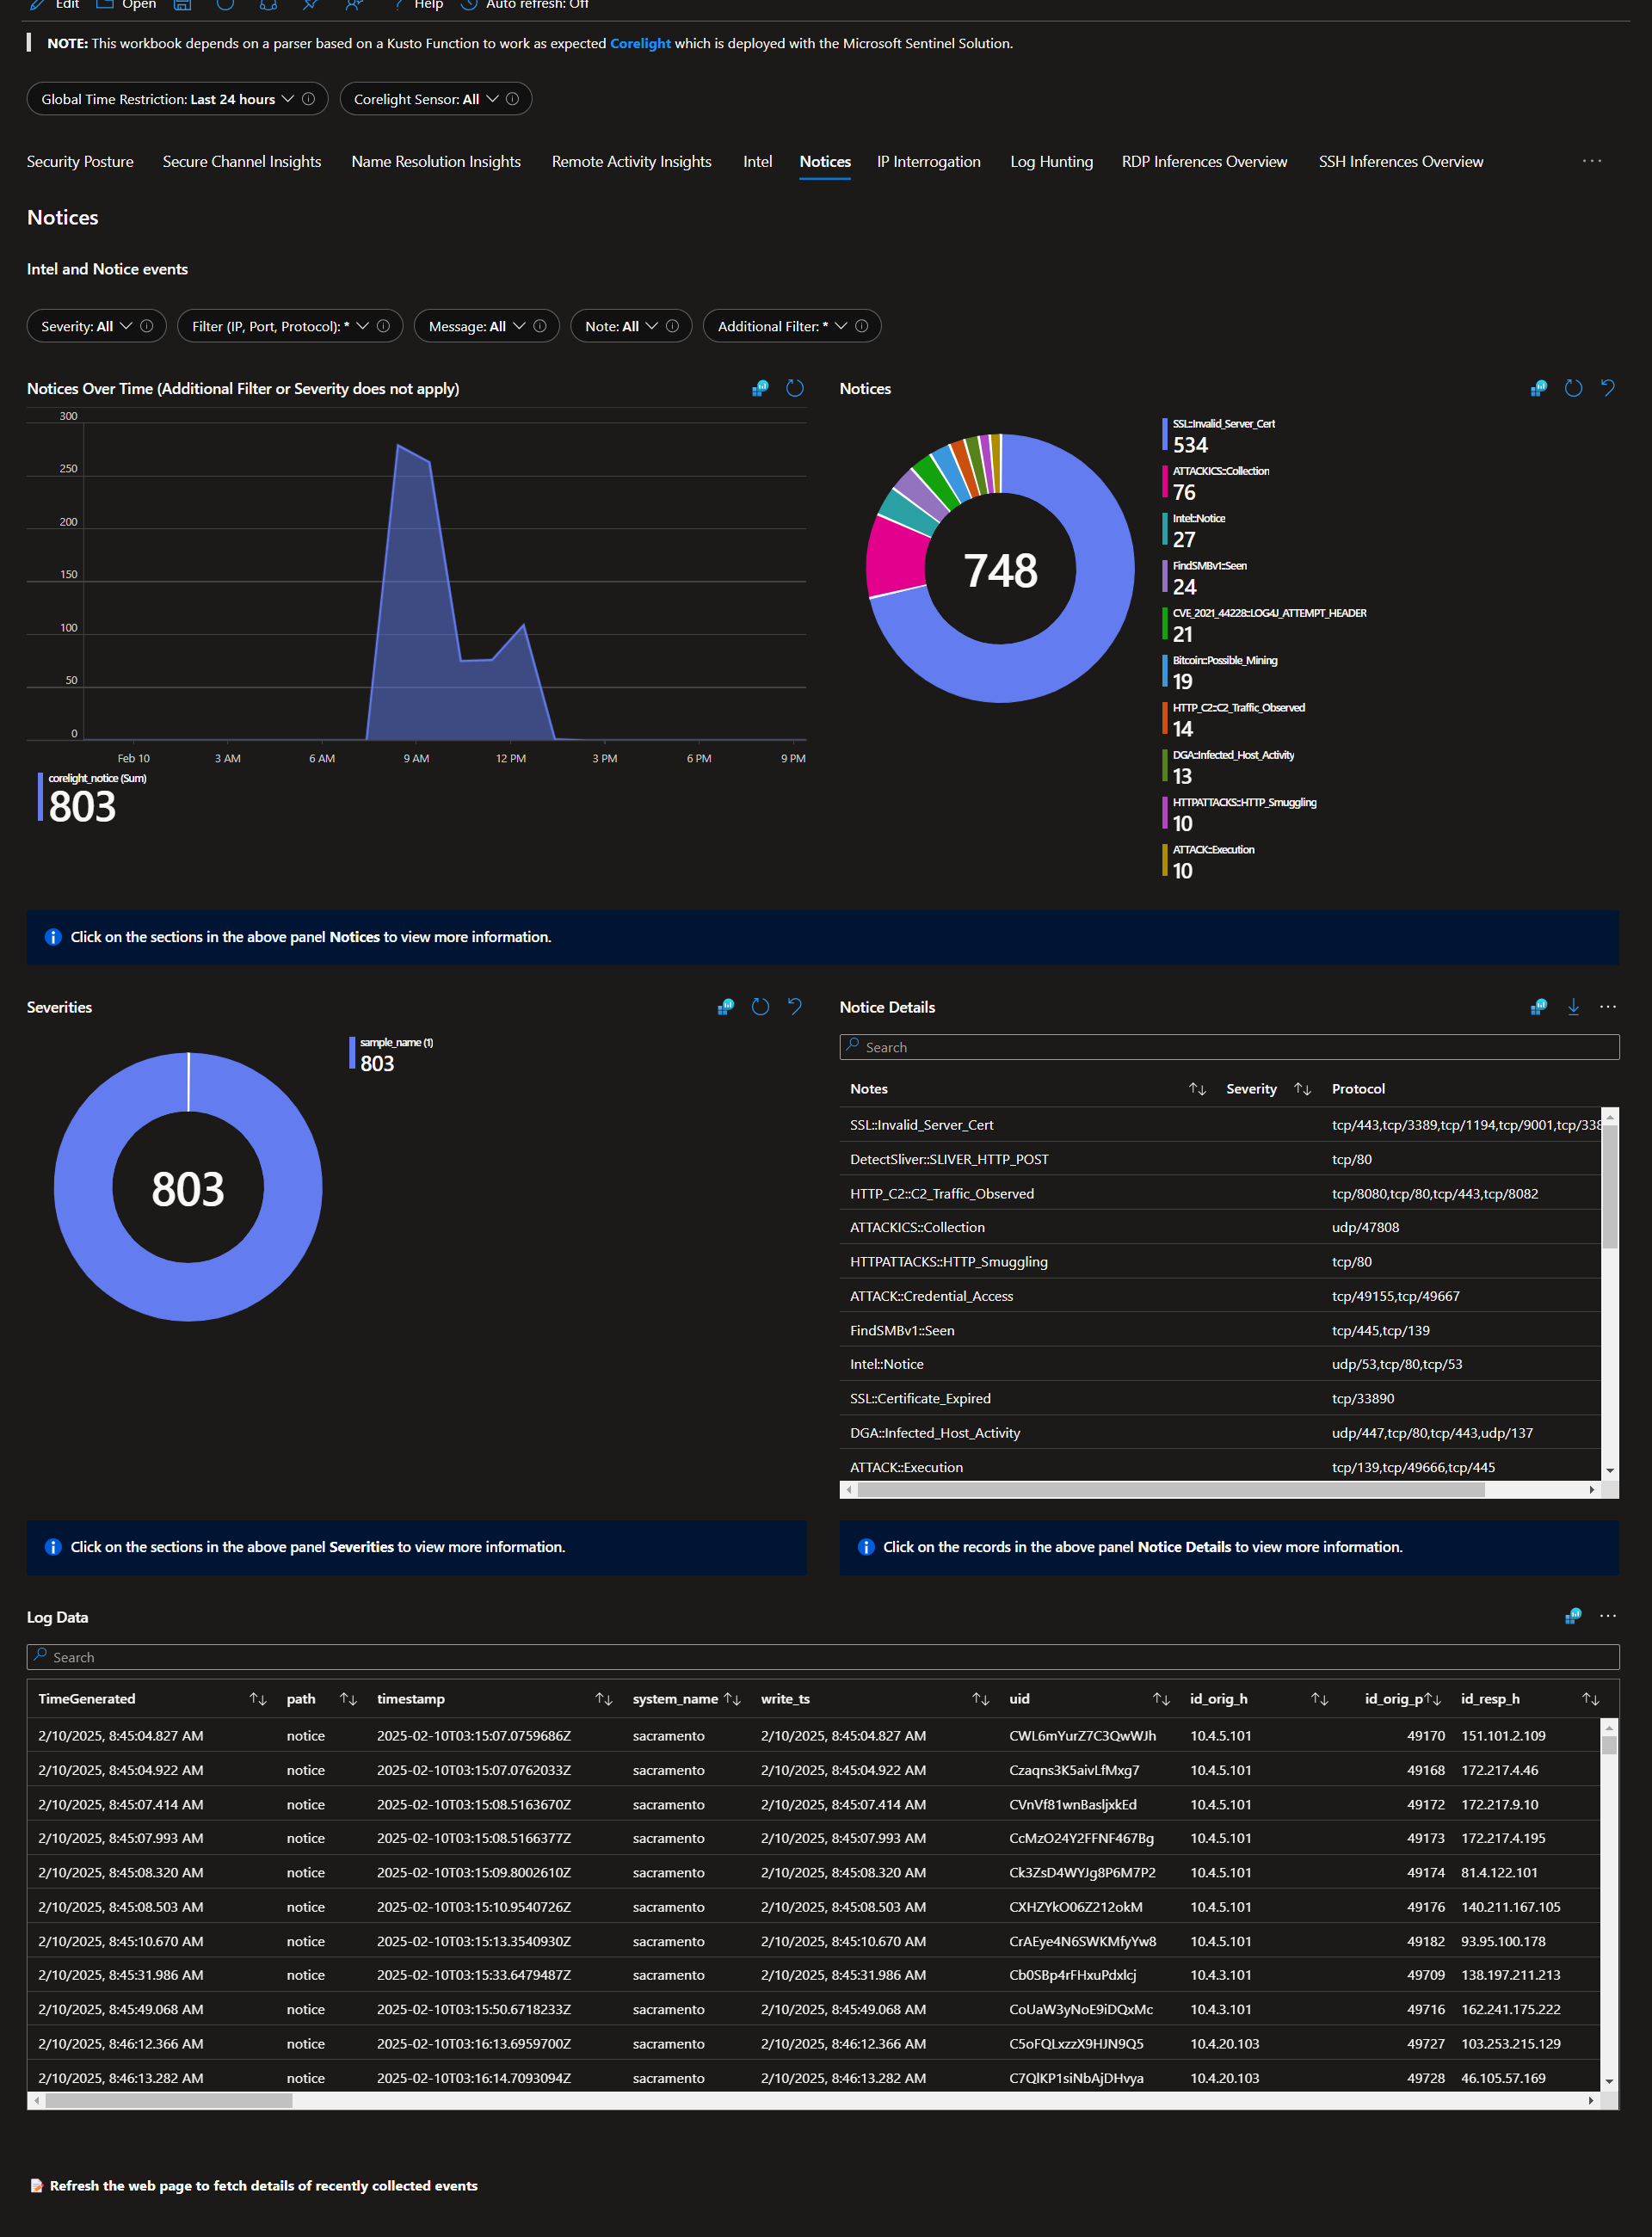 Edit Open Help Auto refresh: Off
NOTE: This workbook depends on a parser based on a Kusto Function to work as expected Corelight which is deployed with the Microsoft Sentinel Solution.
Global Time Restriction: Last 24 hours Corelight Sensor: All
Security Posture Secure Channel Insights Name Resolution Insights Remote Activity Insights Intel Notices IP Interrogation Log Hunting RDP Inferences Overview SSH Inferences Overview ...
Notices
Intel and Notice events
Severity: All Filter (IP, Port, Protocol): * Message: All Note: All Additional Filter: *
Notices Over Time (Additional Filter or Severity does not apply)
300
250
200
150
100
50
0
Feb 10 3 AM 6 AM 9 AM 12 PM 3 PM 6 PM 9 PM
corelight_notice (Sum)
803
Notices
748
SSL::Invalid_Server_Cert
534
ATTACKICS::Collection
76
Intel::Notice
27
FindSMBv1::Seen
24
CVE_2021_44228::LOG4J_ATTEMPT_HEADER
21
Bitcoin::Possible_Mining
19
HTTP_C2::C2_Traffic_Observed
14
DGA::Infected_Host_Activity
13
HTTPATTACKS::HTTP_Smuggling
10
ATTACK::Execution
10
Click on the sections in the above panel Notices to view more information.
Severities
sample_name (1)
803
803
Notice Details
...
Search
Notes Severity Protocol
SSL::Invalid_Server_Cert tcp/443,tcp/3389,tcp/1194,tcp/9001,tcp/338
DetectSliver::SLIVER_HTTP_POST tcp/80
HTTP_C2::C2_Traffic_Observed tcp/8080,tcp/80,tcp/443,tcp/8082
ATTACKICS::Collection udp/47808
HTTPATTACKS::HTTP_Smuggling tcp/80
ATTACK::Credential_Access tcp/49155,tcp/49667
FindSMBv1::Seen tcp/445,tcp/139
Intel::Notice udp/53,tcp/80,tcp/53
SSL::Certificate_Expired tcp/33890
DGA::Infected_Host_Activity udp/447,tcp/80,tcp/443,udp/137
ATTACK::Execution tcp/139,tcp/49666,tcp/445
Click on the sections in the above panel Severities to view more information.
Click on the records in the above panel Notice Details to view more information.
Log Data
...
Search
TimeGenerated path timestamp system_name write_ts uid id_orig_h id_orig_p id_resp_h
2/10/2025, 8:45:04.827 AM notice 2025-02-10T03:15:07.0759686Z sacramento 2/10/2025, 8:45:04.827 AM CWL6mYurZ7C3QwWJh 10.4.5.101 49170 151.101.2.109
2/10/2025, 8:45:04.922 AM notice 2025-02-10T03:15:07.0762033Z sacramento 2/10/2025, 8:45:04.922 AM Czaqns3K5aivLfMxg7 10.4.5.101 49168 172.217.4.46
2/10/2025, 8:45:07.414 AM notice 2025-02-10T03:15:08.5163670Z sacramento 2/10/2025, 8:45:07.414 AM CVnVf81wnBasljxkEd 10.4.5.101 49172 172.217.9.10
2/10/2025, 8:45:07.993 AM notice 2025-02-10T03:15:08.5166377Z sacramento 2/10/2025, 8:45:07.993 AM CcMzO24Y2FFNF467Bg 10.4.5.101 49173 172.217.4.195
2/10/2025, 8:45:08.320 AM notice 2025-02-10T03:15:09.8002610Z sacramento 2/10/2025, 8:45:08.320 AM Ck3ZsD4WYJg8P6M7P2 10.4.5.101 49174 81.4.122.101
2/10/2025, 8:45:08.503 AM notice 2025-02-10T03:15:10.9540726Z sacramento 2/10/2025, 8:45:08.503 AM CXHZYkO06Z212okM 10.4.5.101 49176 140.211.167.105
2/10/2025, 8:45:10.670 AM notice 2025-02-10T03:15:13.3540930Z sacramento 2/10/2025, 8:45:10.670 AM CrAEye4N6SWKMfyYw8 10.4.5.101 49182 93.95.100.178
2/10/2025, 8:45:31.986 AM notice 2025-02-10T03:15:33.6479487Z sacramento 2/10/2025, 8:45:31.986 AM Cb0SBp4rFHxuPdxlcj 10.4.3.101 49709 138.197.211.213
2/10/2025, 8:45:49.068 AM notice 2025-02-10T03:15:50.6718233Z sacramento 2/10/2025, 8:45:49.068 AM CoUaW3yNoE9iDQxMc 10.4.3.101 49716 162.241.175.222
2/10/2025, 8:46:12.366 AM notice 2025-02-10T03:16:13.6959700Z sacramento 2/10/2025, 8:46:12.366 AM C5oFQLxzzX9HJN9Q5 10.4.20.103 49727 103.253.215.129
2/10/2025, 8:46:13.282 AM notice 2025-02-10T03:16:14.7093094Z sacramento 2/10/2025, 8:46:13.282 AM C7QlKP1siNbAjDHvya 10.4.20.103 49728 46.105.57.169
Refresh the web page to fetch details of recently collected events